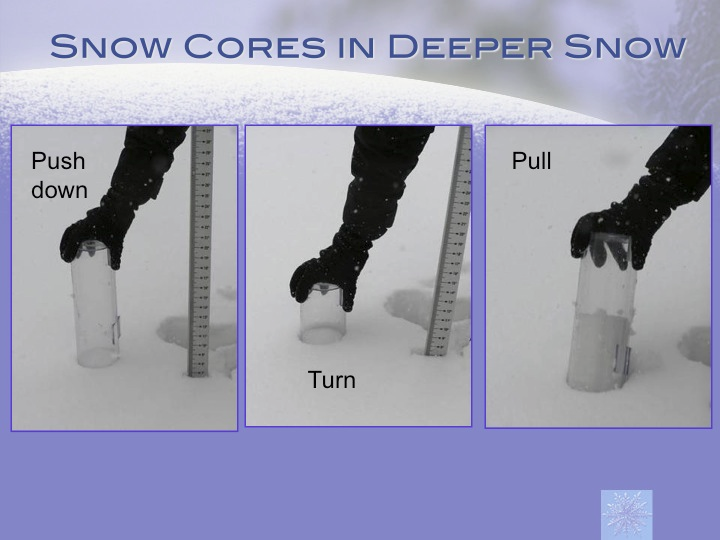 Snow Cores in Deeper Snow
Push
down
Turn
Pull